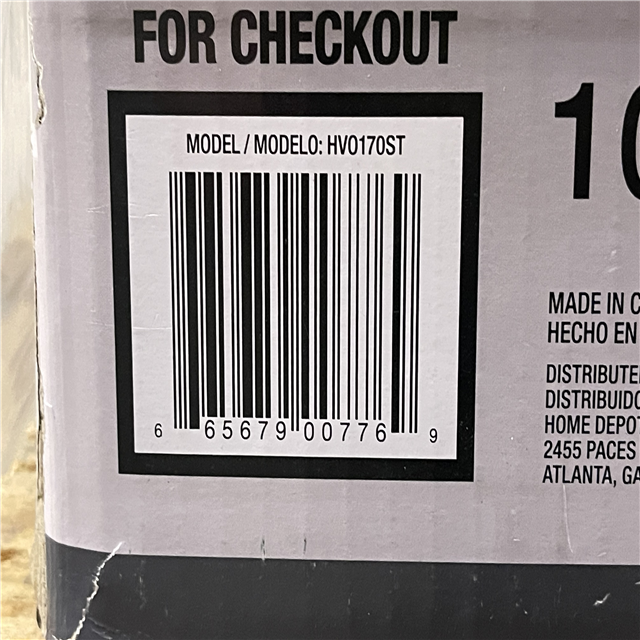 FOR CHECKOUT
MODEL / MODELO: HV0170ST
6 65679 00776 9
10
MADE IN C
HECHO EN
DISTRIBUTE
DISTRIBUIDO
HOME DEPOT
2455 PACES
ATLANTA, GA